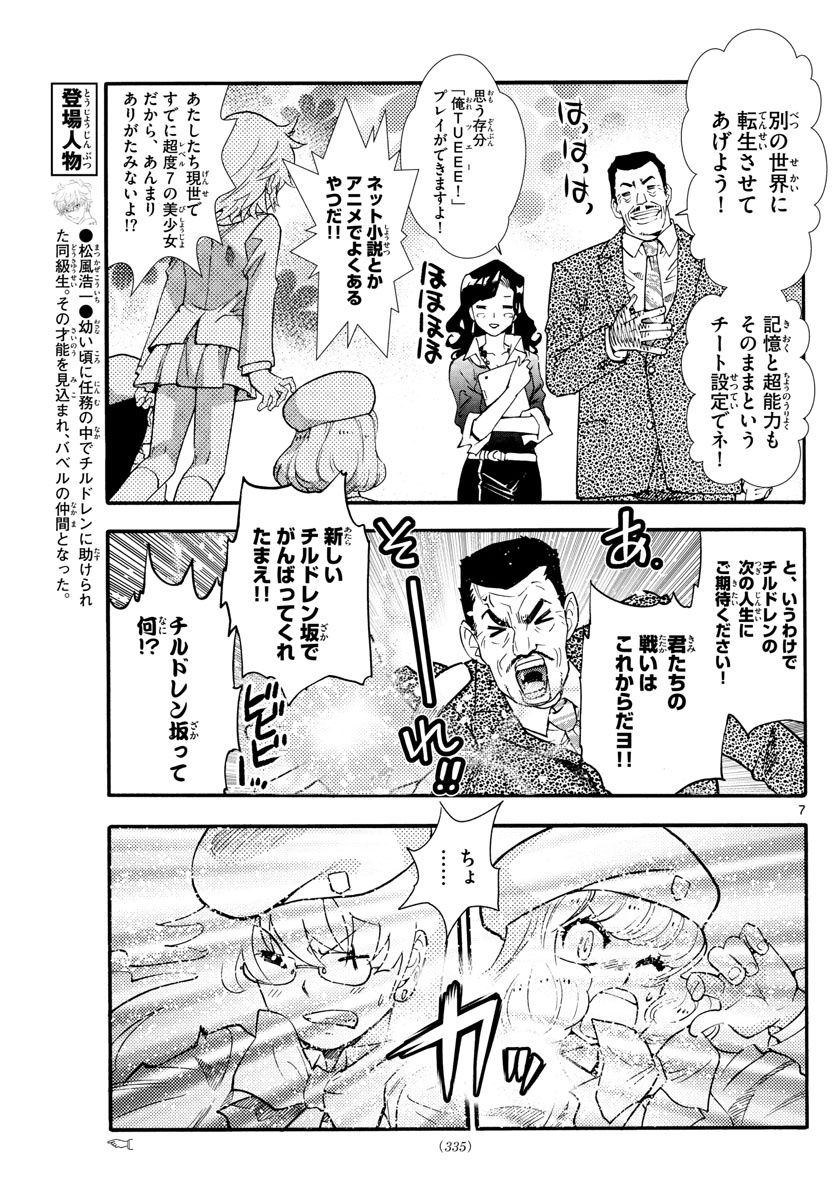 別の世界に
転生させて
あげよう！
記憶と超能力も
そのままという
チート設定でネ！
はっはっはっ
思う存分
「俺TUEEE！」
プレイができますよ！
ほほほほ
ネット小説とか
アニメでよくある
やつだ!!
あたしたち現世で
すでに超度7の美少女
だから、あんまり
ありがたみないよ!?
登場人物
●松風浩一●幼い頃に任務の中でチルドレンに助けられ
た同級生。その才能を見込まれ、バベルの仲間となった。
と、いうわけで
チルドレンの
次の人生に
ご期待ください！
君たちの
戦いは
これからだヨ!!
あ。
そーれ!!
新しい
チルドレン坂で
がんばってくれ
たまえ!!
ビビビ
チルドレン坂って
何!?
7
ちょ
……
カッ
(335)